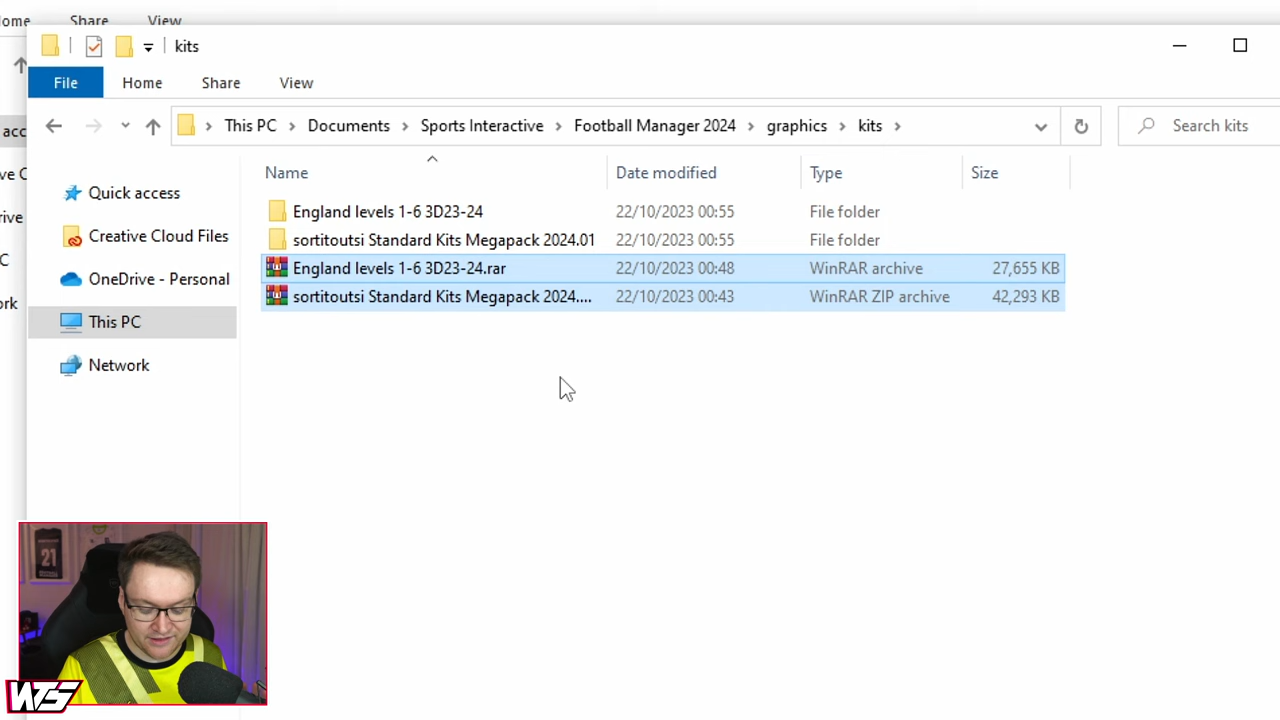 ome Share View
kits
File Home Share View
This PC Documents Sports Interactive Football Manager 2024 graphics kits Search kits
acc
ve C
rive
C
ork
Quick access
Creative Cloud Files
OneDrive - Personal
This PC
Network
Name Date modified Type Size
England levels 1-6 3D23-24 22/10/2023 00:55 File folder
sortitoutsi Standard Kits Megapack 2024.01 22/10/2023 00:55 File folder
England levels 1-6 3D23-24.rar 22/10/2023 00:48 WinRAR archive 27,655 KB
sortitoutsi Standard Kits Megapack 2024.... 22/10/2023 00:43 WinRAR ZIP archive 42,293 KB
21
WTS